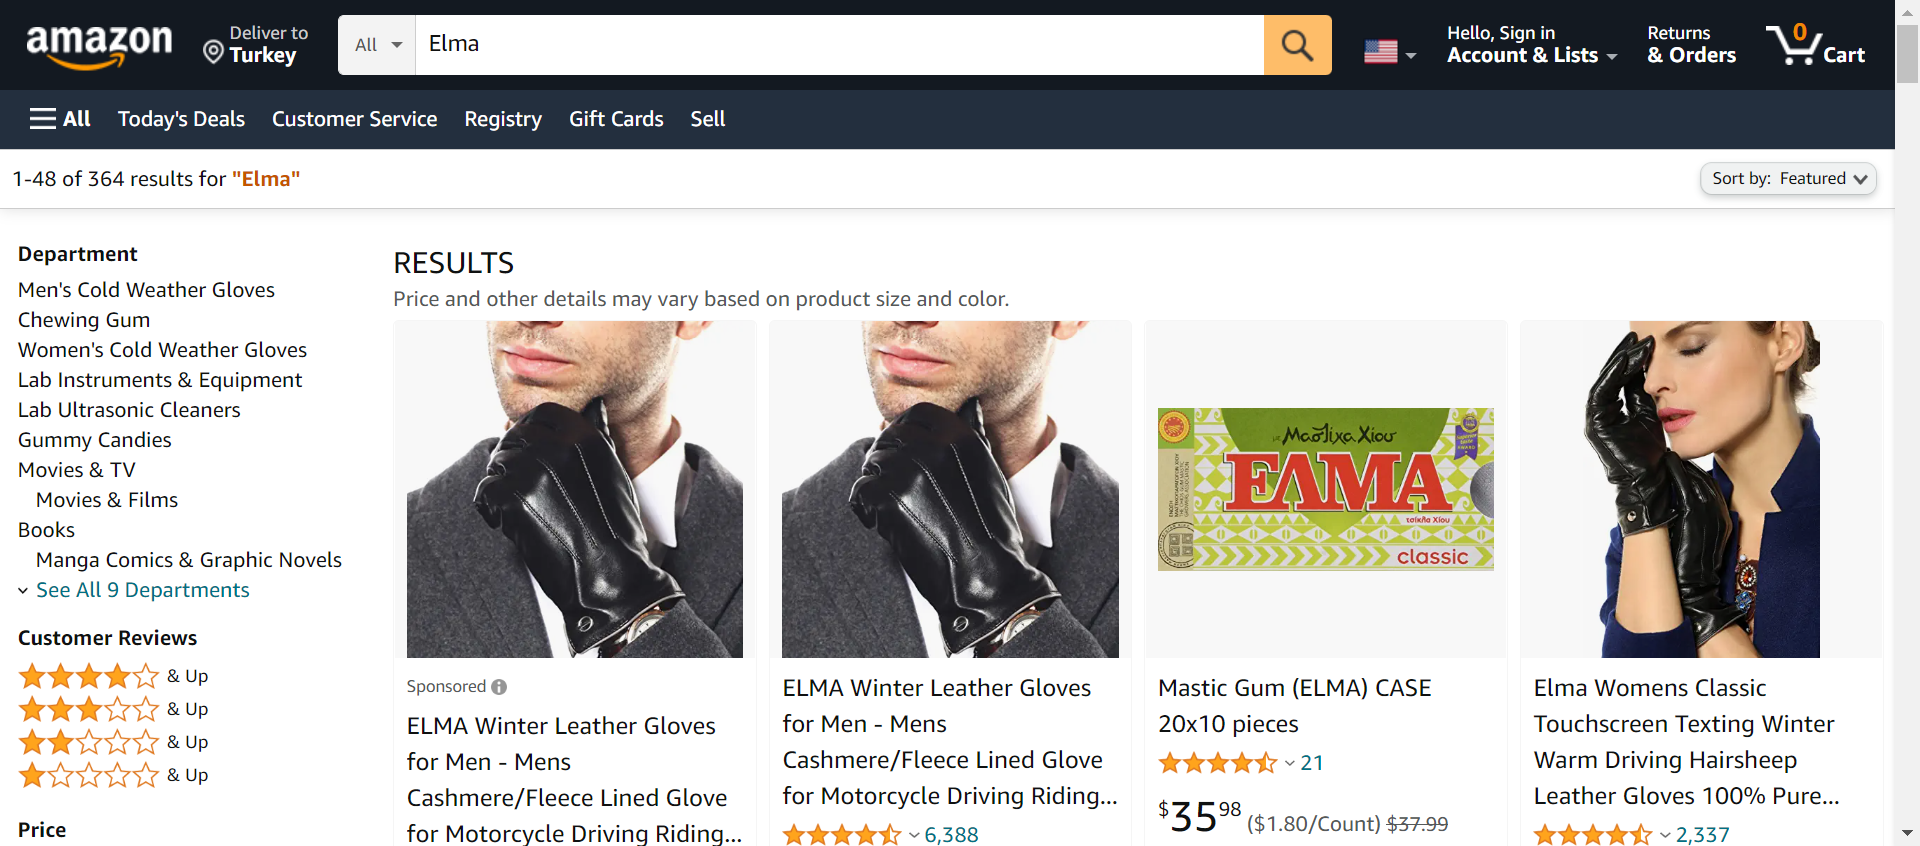 amazon
Deliver to
Turkey
All
Elma
Hello, Sign in
Account & Lists
Returns
& Orders
0
Cart
All
Today's Deals
Customer Service
Registry
Gift Cards
Sell
1-48 of 364 results for "Elma"
Sort by: Featured
Department
Men's Cold Weather Gloves
Chewing Gum
Women's Cold Weather Gloves
Lab Instruments & Equipment
Lab Ultrasonic Cleaners
Gummy Candies
Movies & TV
Movies & Films
Books
Manga Comics & Graphic Novels
See All 9 Departments
Customer Reviews
& Up
& Up
& Up
& Up
Price
RESULTS
Price and other details may vary based on product size and color.
Sponsored
ELMA Winter Leather Gloves
for Men - Mens
Cashmere/Fleece Lined Glove
for Motorcycle Driving Riding...
ELMA Winter Leather Gloves
for Men - Mens
Cashmere/Fleece Lined Glove
for Motorcycle Driving Riding...
6,388
με Μαστίχα Χίου
ΕΛΜΑ
τσίκλα Χίου
classic
Mastic Gum (ELMA) CASE
20x10 pieces
21
$35.98 ($1.80/Count) $37.99
Elma Womens Classic
Touchscreen Texting Winter
Warm Driving Hairsheep
Leather Gloves 100% Pure...
2,337